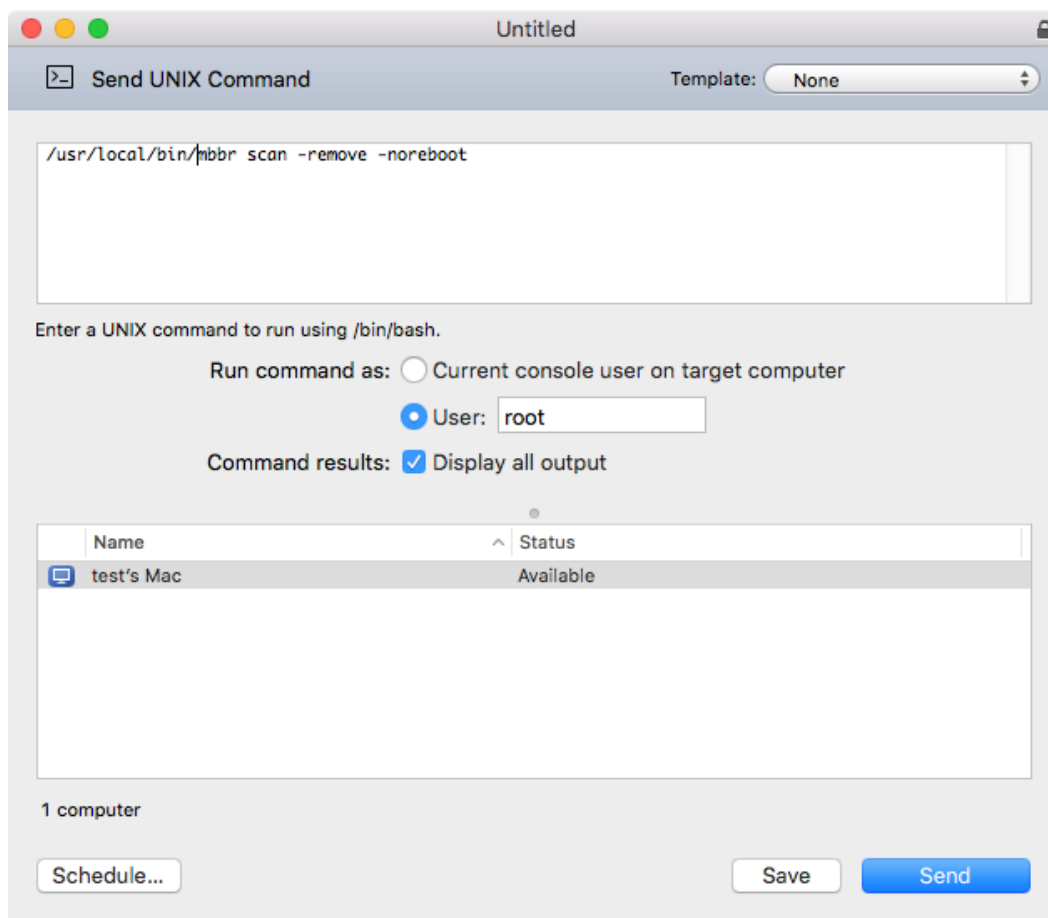 Untitled
Send UNIX Command
Template: None
/usr/local/bin/mbbr scan -remove -noreboot
Enter a UNIX command to run using /bin/bash.
Run command as: Current console user on target computer
User: root
Command results: Display all output
Name Status
test's Mac Available
1 computer
Schedule... Save Send